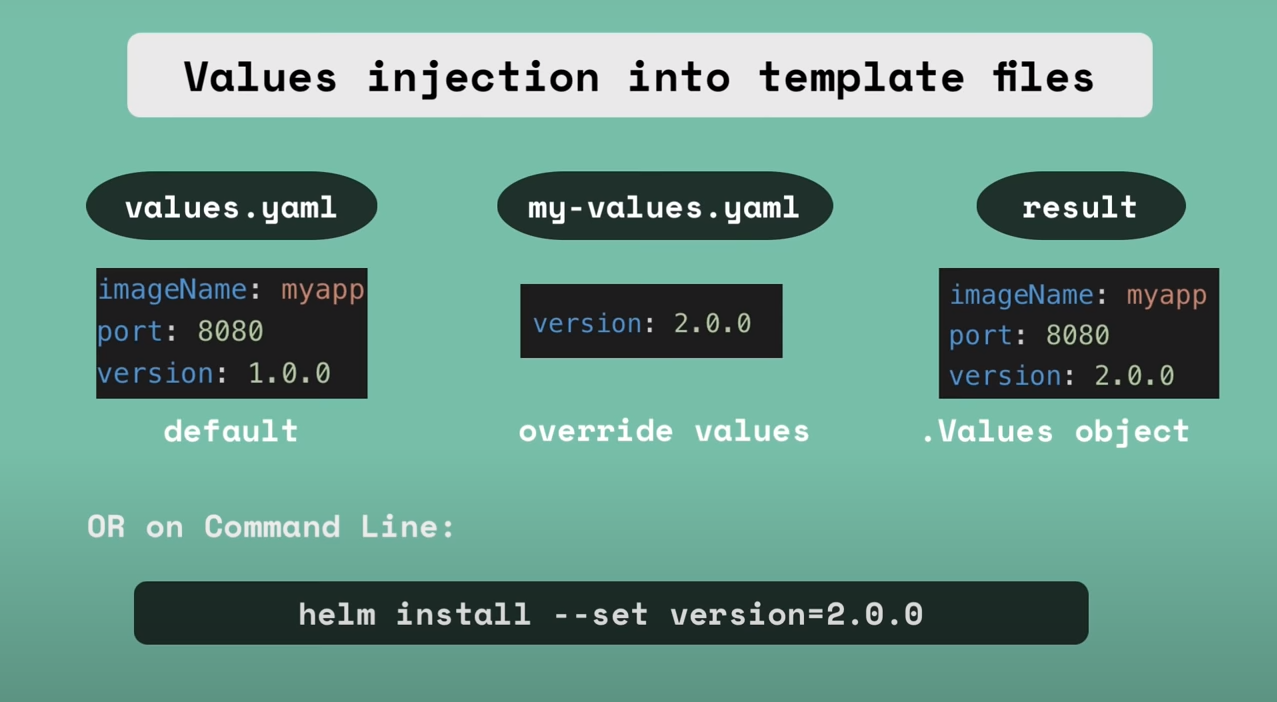 Values injection into template files
values.yaml
imageName: myapp
port: 8080
version: 1.0.0
default
my-values.yaml
version: 2.0.0
override values
result
imageName: myapp
port: 8080
version: 2.0.0
.Values object
OR on Command Line:
helm install --set version=2.0.0